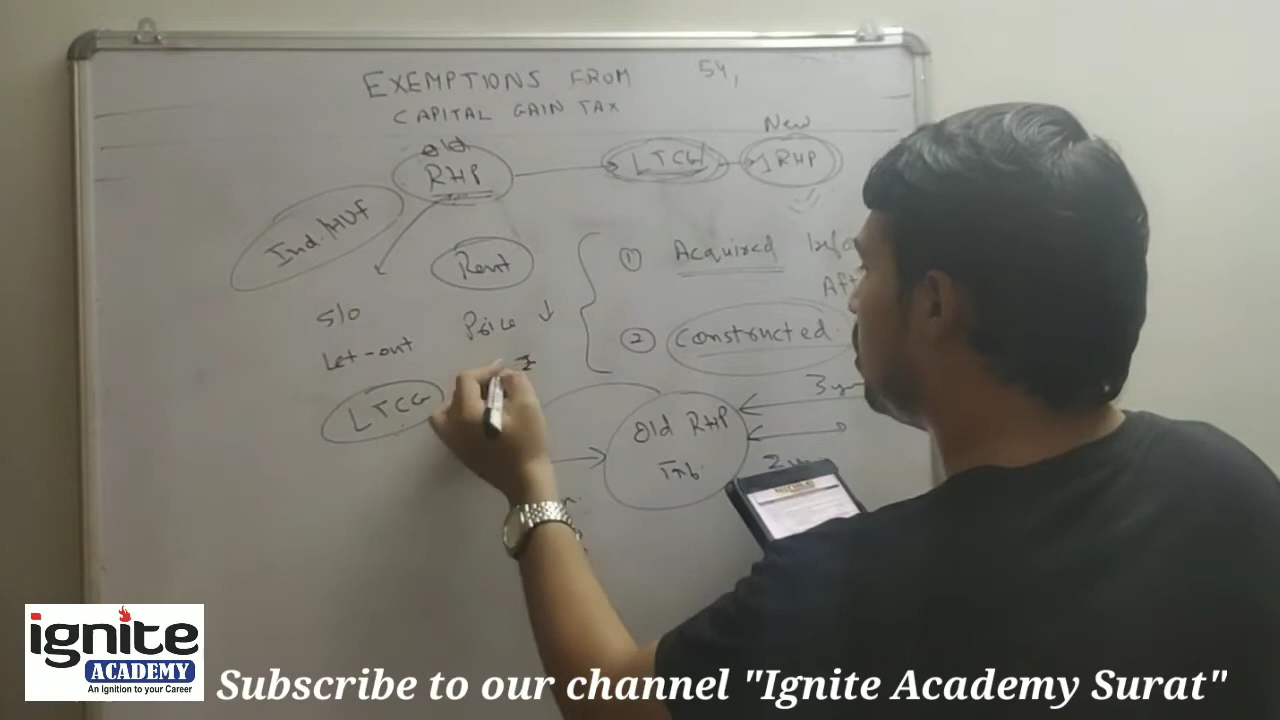 EXEMPTIONS FROM 54,
CAPITAL GAIN TAX
Old
RHP
LTCG
New
RHP
Ind/HUF
Rent
① Acquired
Aft
S/O
Price ↓
② Constructed
Let-out
LTCG
3y
Old RHP
Trf.
ignite
ACADEMY
An Ignition to your Career
Subscribe to our channel "Ignite Academy Surat"